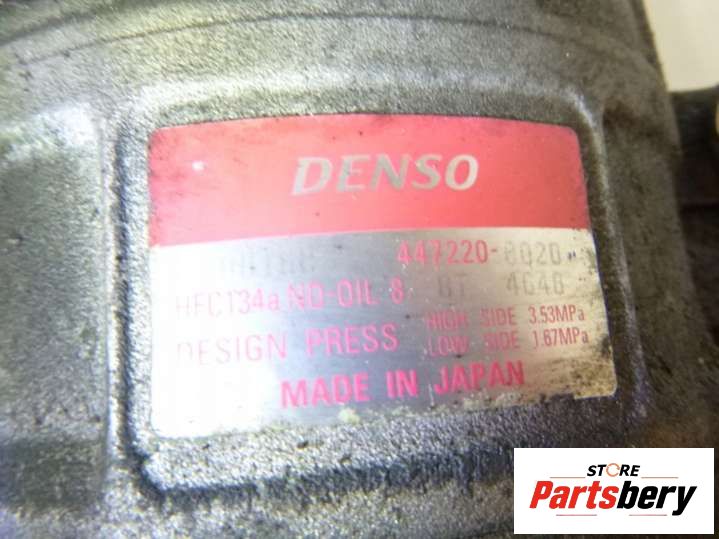 DENSO
447220-8020
HFC134a ND-OIL 8
DESIGN PRESS HIGH SIDE 3.53MPa
LOW SIDE 1.67MPa
MADE IN JAPAN
STORE
Partsbery